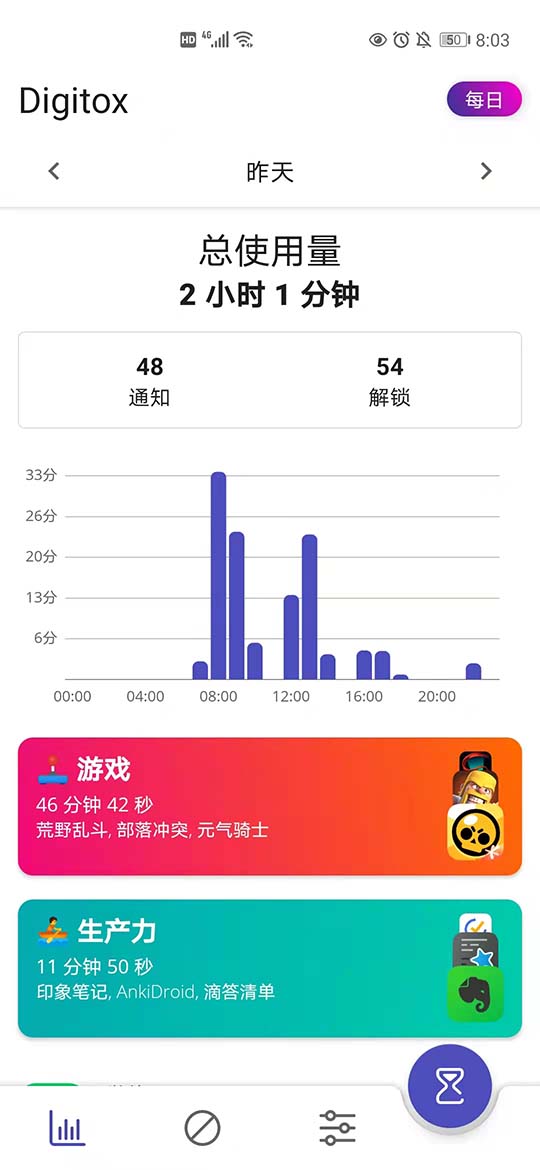 HD 4G 50 8:03
Digitox
每日
昨天
总使用量
2 小时 1 分钟
48
通知
54
解锁
33分
26分
20分
13分
6分
00:00 04:00 08:00 12:00 16:00 20:00
游戏
46 分钟 42 秒
荒野乱斗, 部落冲突, 元气骑士
生产力
11 分钟 50 秒
印象笔记, AnkiDroid, 滴答清单